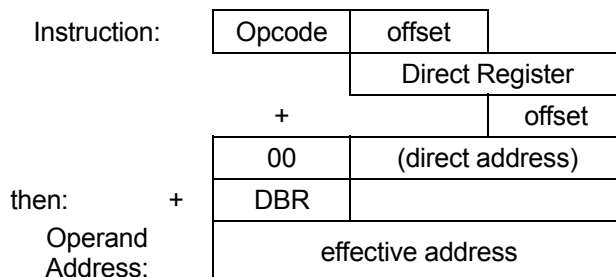 Instruction: Opcode offset
Direct Register
+ offset
00 (direct address)
then: + DBR
Operand
Address: effective address